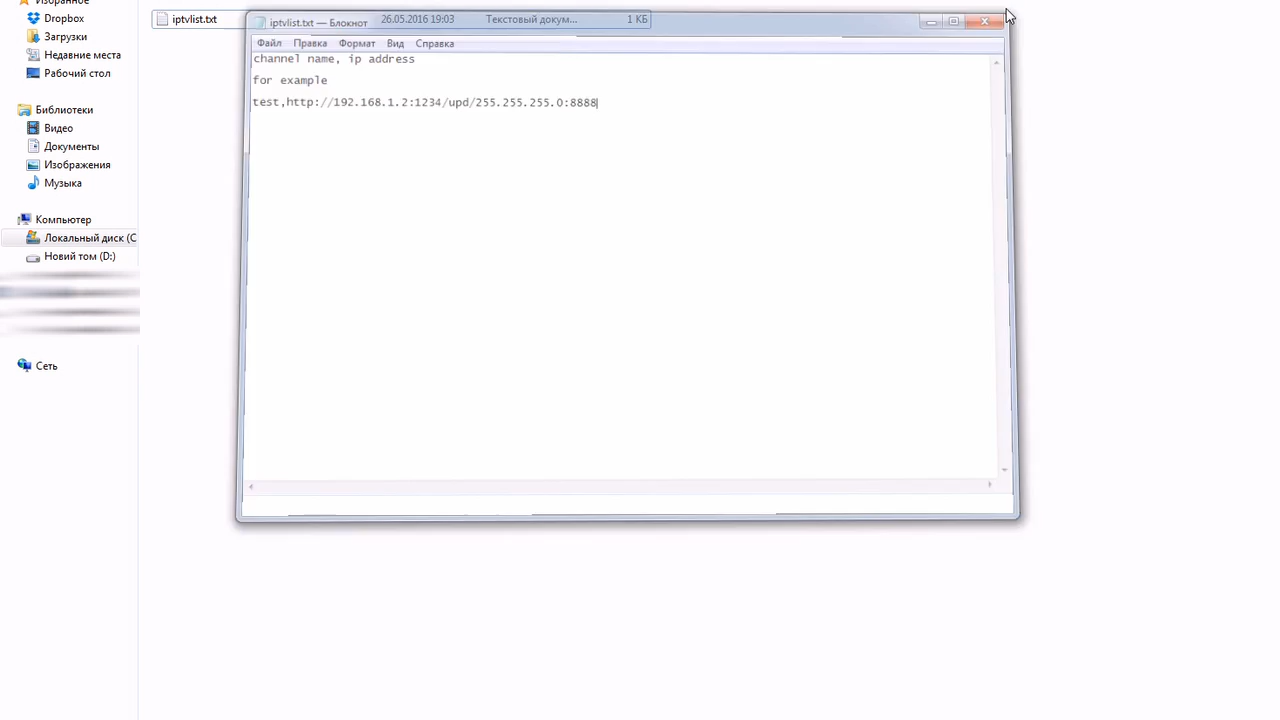 Избранное
Dropbox
Загрузки
Недавние места
Рабочий стол
Библиотеки
Видео
Документы
Изображения
Музыка
Компьютер
Локальный диск (C
Новий том (D:)
Сеть
iptvlist.txt
26.05.2016 19:03
Текстовый докум...
1 КБ
iptvlist.txt — Блокнот
Файл Правка Формат Вид Справка
channel name, ip address
for example
test,http://192.168.1.2:1234/upd/255.255.255.0:8888